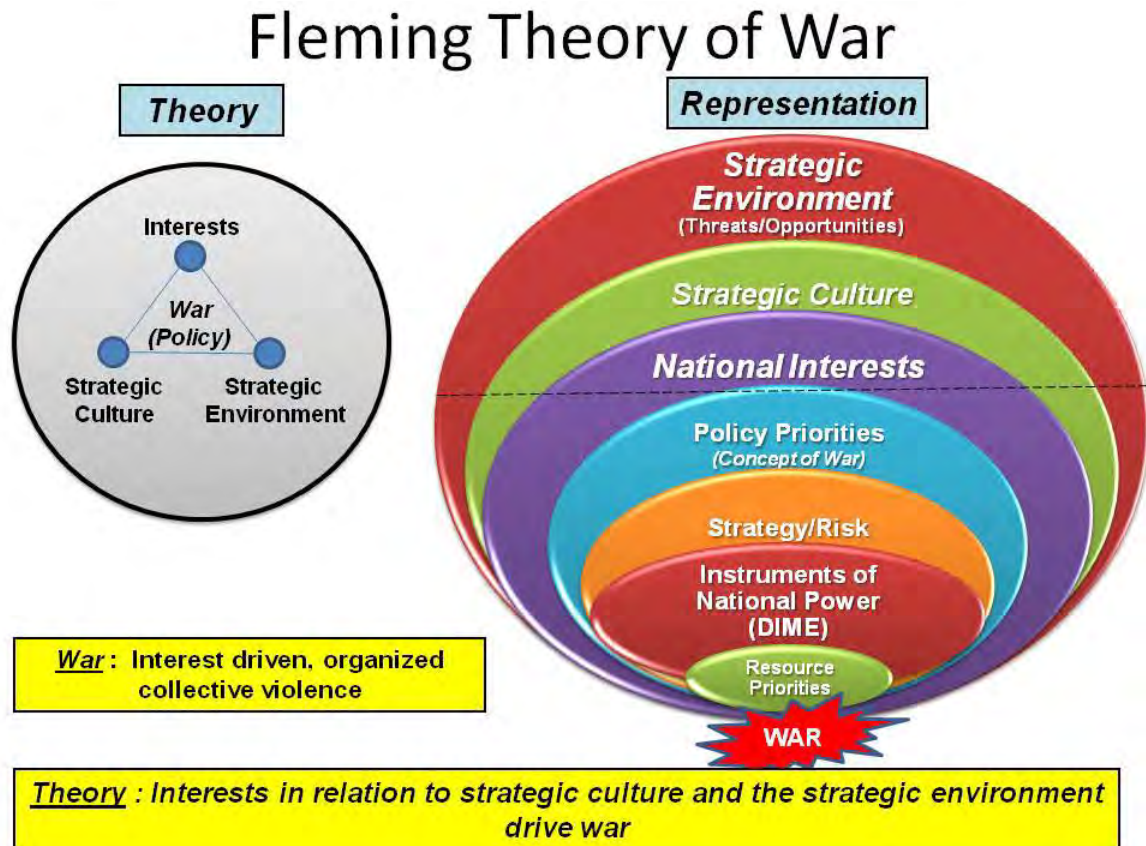 Fleming Theory of War
Theory
Interests
War
(Policy)
Strategic
Culture
Strategic
Environment
War : Interest driven, organized
collective violence
Representation
Strategic
Environment
(Threats/Opportunities)
Strategic Culture
National Interests
Policy Priorities
(Concept of War)
Strategy/Risk
Instruments of
National Power
(DIME)
Resource
Priorities
WAR
Theory : Interests in relation to strategic culture and the strategic environment
drive war